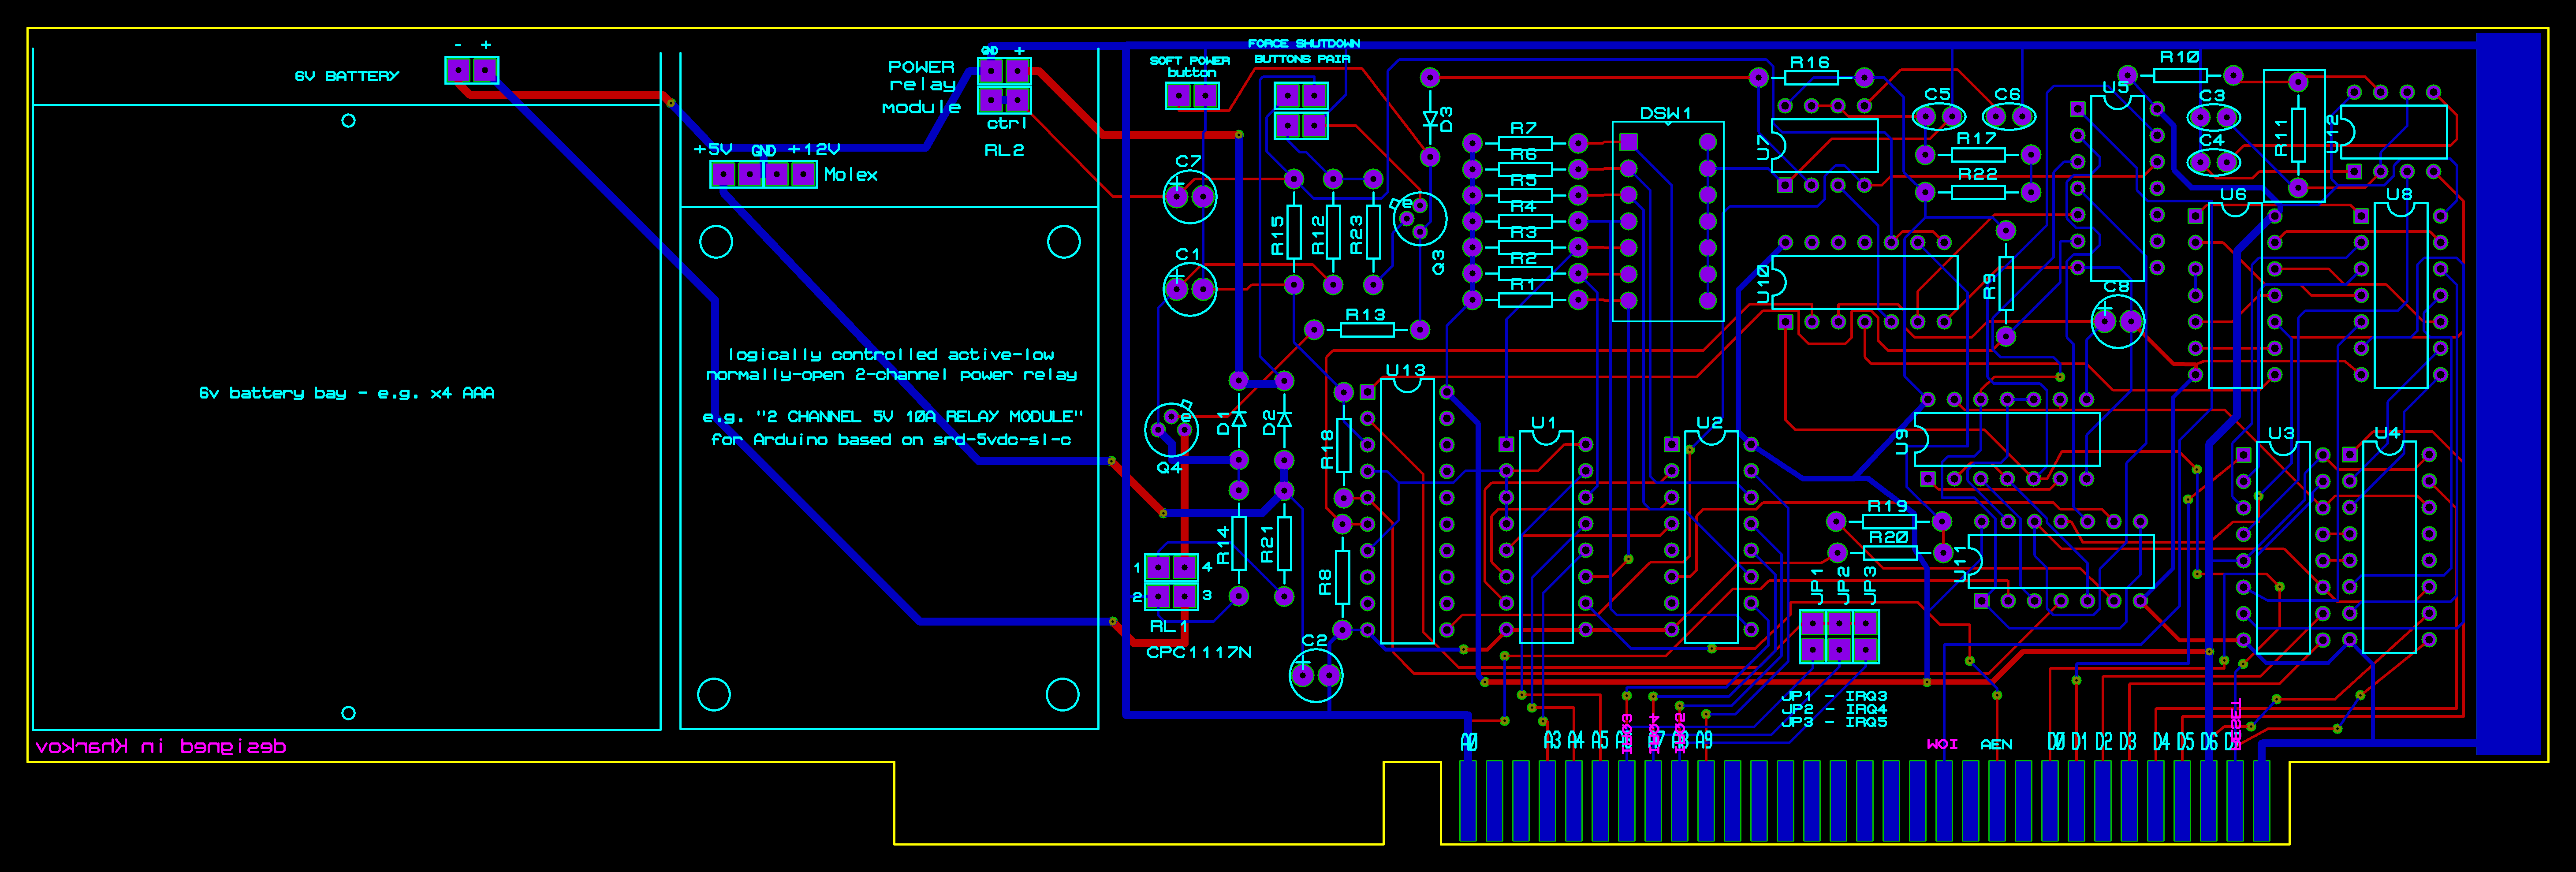 - +
6V BATTERY
6v battery bay - e.g. x4 AAA
designed in Kharkov
POWER
relay
module
GND +
ctrl
RL2
+5V GND +12V
Molex
logically controlled active-low
normally-open 2-channel power relay
e.g. "2 CHANNEL 5V 10A RELAY MODULE"
for Arduino based on srd-5vdc-sl-c
SOFT POWER
button
FORCE SHUTDOWN
BUTTONS PAIR
C7
C1
R15
R12
R23
e
Q3
D3
R13
R7
R6
R5
R4
R3
R2
R1
DSW1
R16
U7
U10
C5
C6
R17
R22
R9
U5
C8
R10
C3
C4
R11
U12
U6
U8
e
Q4
D1
D2
R14
R21
1
4
2
3
RL1
CPC1117N
C2
R18
R8
U13
U1
U2
U9
R19
R20
U11
JP1
JP2
JP3
U3
U4
JP1 - IRQ3
JP2 - IRQ4
JP3 - IRQ5
A0 A3 A4 A5 A7 A8 A9
IRQ3 IRQ4 IRQ5
IOW
AEN
D0 D1 D2 D3 D4 D5 D6
RESET